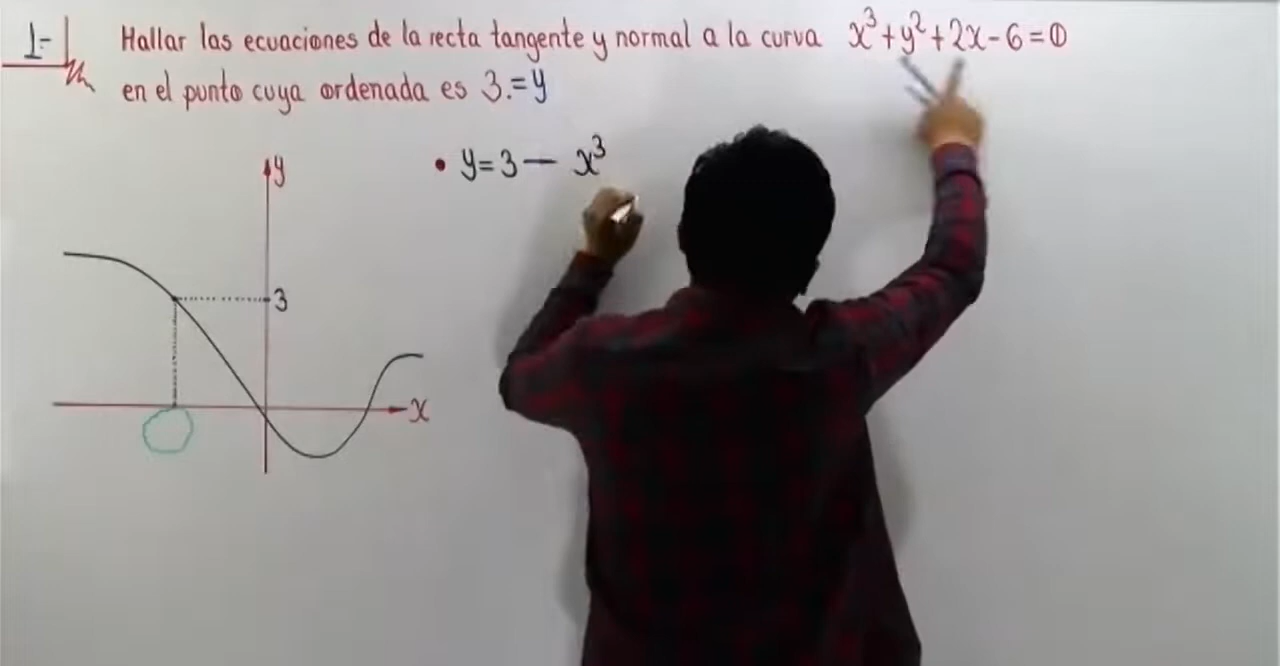 1- Hallar las ecuaciones de la recta tangente y normal a la curva x³+y²+2x-6=0
en el punto cuya ordenada es 3.=y
• y=3— x³
y
3
x